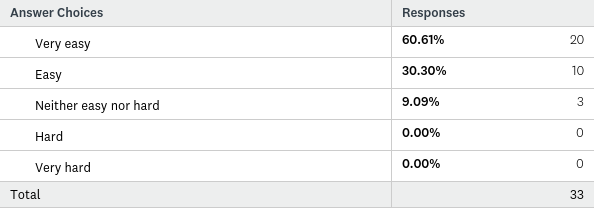 Answer Choices Responses
Very easy 60.61% 20
Easy 30.30% 10
Neither easy nor hard 9.09% 3
Hard 0.00% 0
Very hard 0.00% 0
Total 33